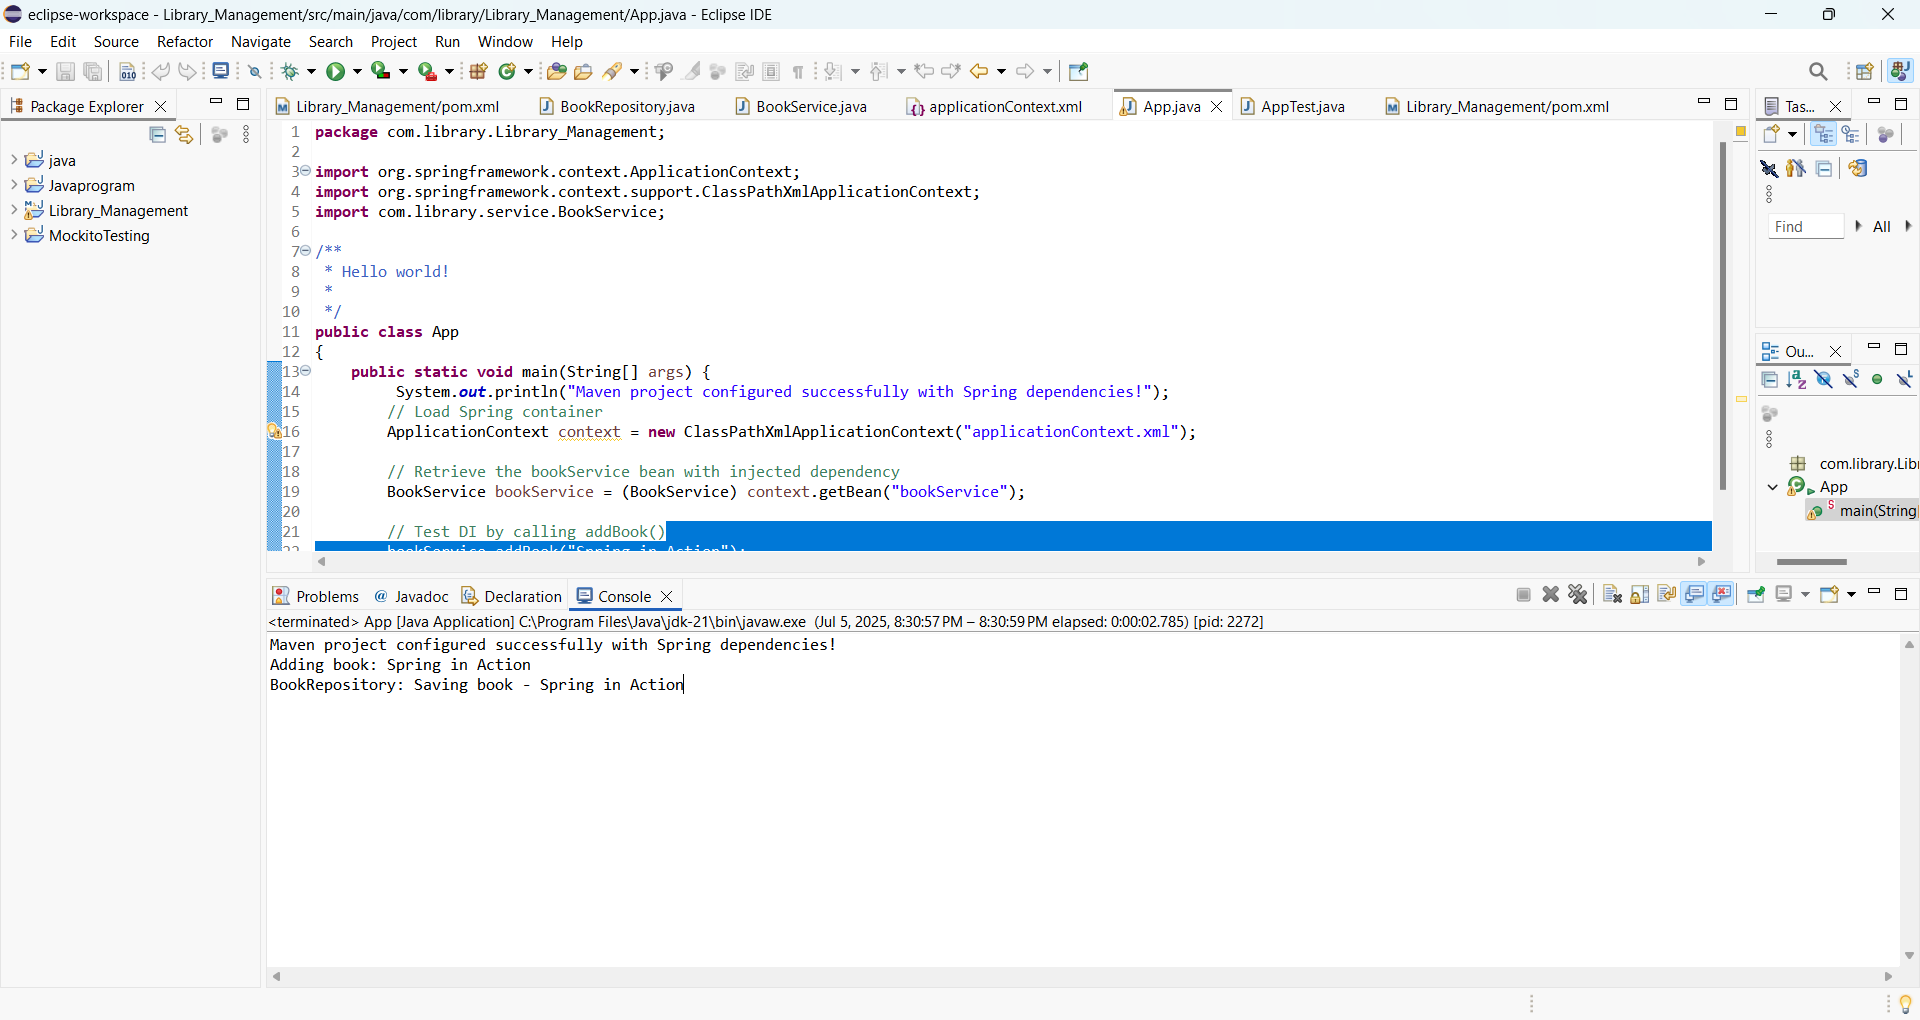 eclipse-workspace - Library_Management/src/main/java/com/library/Library_Management/App.java - Eclipse IDE
File Edit Source Refactor Navigate Search Project Run Window Help
Package Explorer
java
Javaprogram
Library_Management
MockitoTesting
Library_Management/pom.xml BookRepository.java BookService.java applicationContext.xml App.java AppTest.java Library_Management/pom.xml
1 package com.library.Library_Management;
2
3 import org.springframework.context.ApplicationContext;
4 import org.springframework.context.support.ClassPathXmlApplicationContext;
5 import com.library.service.BookService;
6
7 /**
8 * Hello world!
9 *
10 */
11 public class App
12 {
13 public static void main(String[] args) {
14 System.out.println("Maven project configured successfully with Spring dependencies!");
15 // Load Spring container
16 ApplicationContext context = new ClassPathXmlApplicationContext("applicationContext.xml");
17
18 // Retrieve the bookService bean with injected dependency
19 BookService bookService = (BookService) context.getBean("bookService");
20
21 // Test DI by calling addBook()
22 bookService.addBook("Spring in Action");
Tas...
Find All
Ou...
com.library.Libr
App
main(String
Problems Javadoc Declaration Console
<terminated> App [Java Application] C:\Program Files\Java\jdk-21\bin\javaw.exe (Jul 5, 2025, 8:30:57 PM – 8:30:59 PM elapsed: 0:00:02.785) [pid: 2272]
Maven project configured successfully with Spring dependencies!
Adding book: Spring in Action
BookRepository: Saving book - Spring in Action